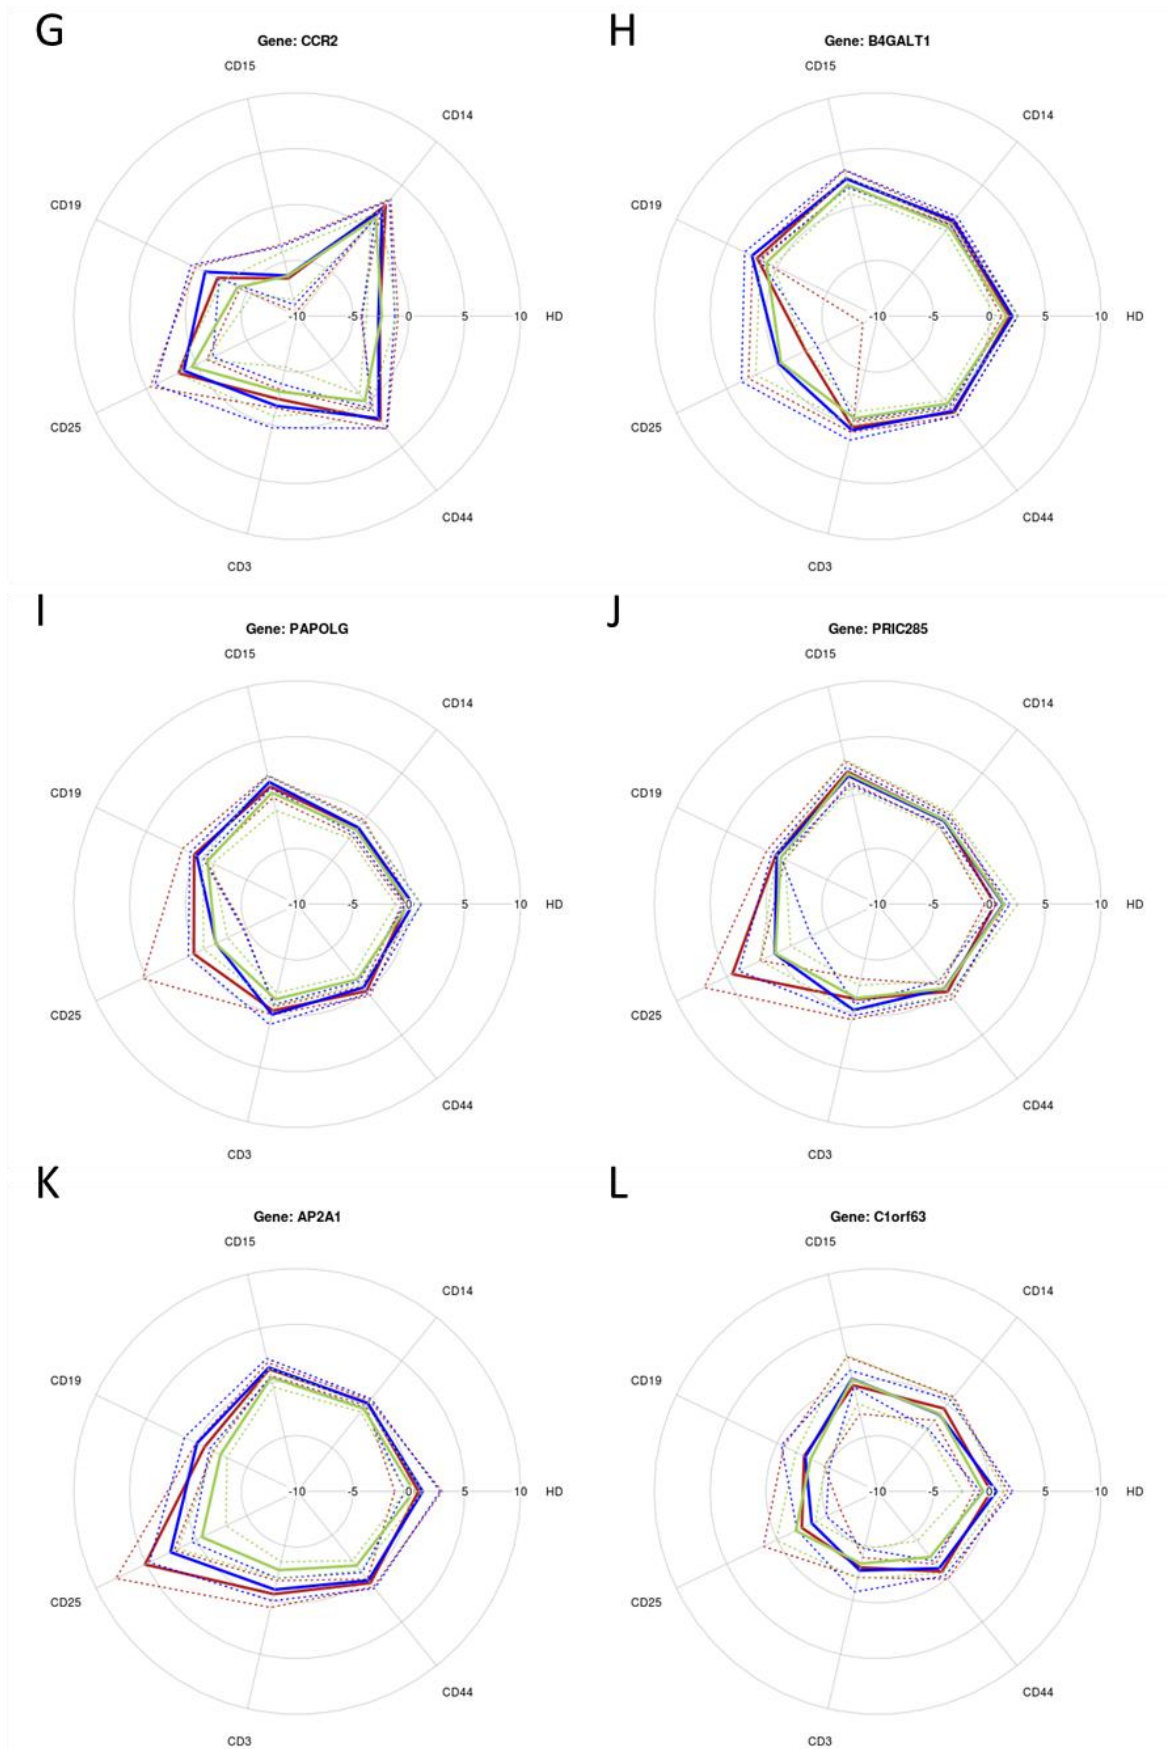 G
H
Gene: CCR2
Gene: B4GALT1
CD15
CD15
CD14
CD14
CD19
CD19
-10 -5 0 5 10 HD
-10 -5 0 5 10 HD
CD25
CD25
CD44
CD44
CD3
CD3
I
J
Gene: PAPOLG
Gene: PRIC285
CD15
CD15
CD14
CD14
CD19
CD19
-10 -5 0 5 10 HD
-10 -5 0 5 10 HD
CD25
CD25
CD44
CD44
CD3
CD3
K
L
Gene: AP2A1
Gene: C1orf63
CD15
CD15
CD14
CD14
CD19
CD19
-10 -5 0 5 10 HD
-10 -5 0 5 10 HD
CD25
CD25
CD44
CD44
CD3
CD3